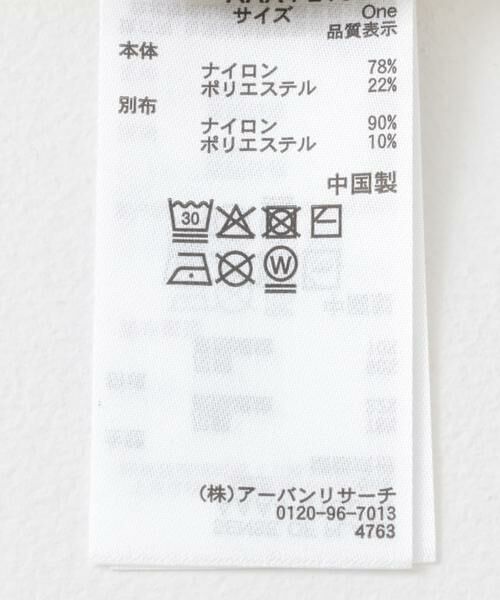 サイズ One
品質表示
本体
ナイロン 78%
ポリエステル 22%
別布
ナイロン 90%
ポリエステル 10%
中国製
30
W
(株)アーバンリサーチ
0120-96-7013
4763